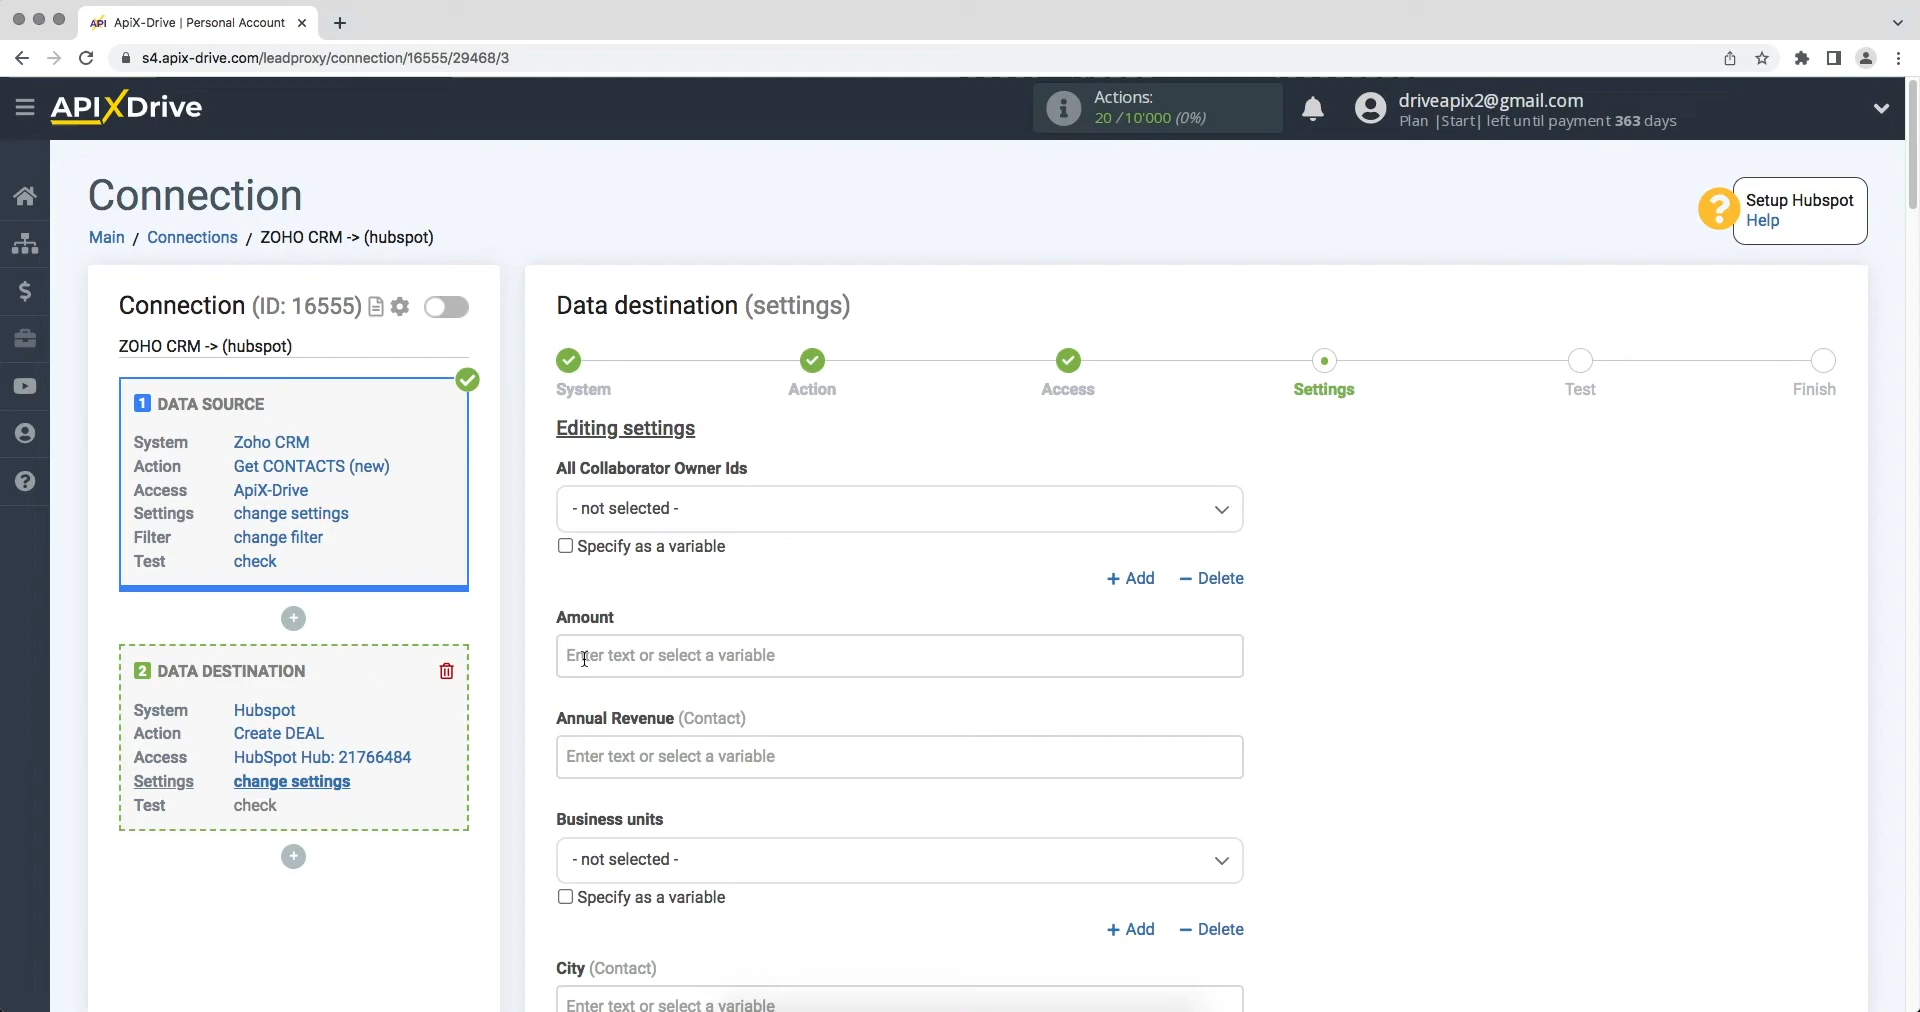 API ApiX-Drive | Personal Account
s4.apix-drive.com/leadproxy/connection/16555/29468/3
APIXDrive
Actions:
20 /10'000 (0%)
driveapix2@gmail.com
Plan |Start| left until payment 363 days
Connection
Main / Connections / ZOHO CRM -> (hubspot)
Setup Hubspot
Help
Connection (ID: 16555)
ZOHO CRM -> (hubspot)
1 DATA SOURCE
System Zoho CRM
Action Get CONTACTS (new)
Access ApiX-Drive
Settings change settings
Filter change filter
Test check
2 DATA DESTINATION
System Hubspot
Action Create DEAL
Access HubSpot Hub: 21766484
Settings change settings
Test check
Data destination (settings)
System Action Access Settings Test Finish
Editing settings
All Collaborator Owner Ids
- not selected -
Specify as a variable
+ Add − Delete
Amount
Enter text or select a variable
Annual Revenue (Contact)
Enter text or select a variable
Business units
- not selected -
Specify as a variable
+ Add − Delete
City (Contact)
Enter text or select a variable